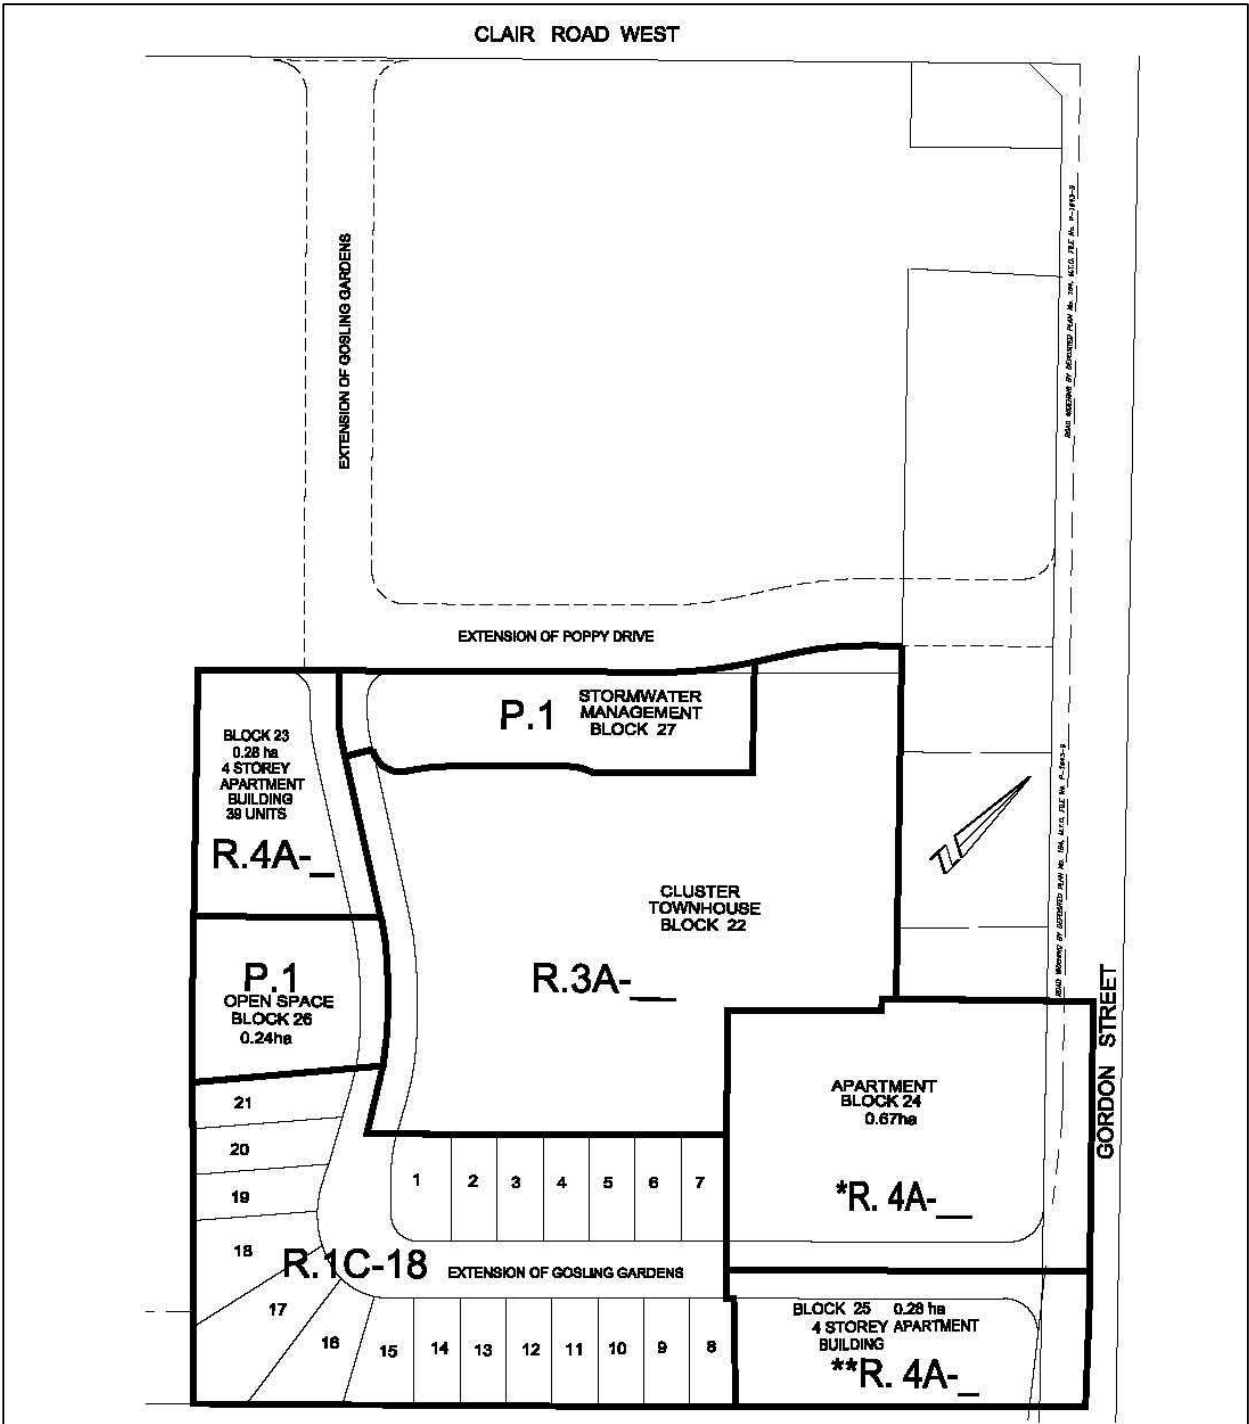 CLAIR ROAD WEST
EXTENSION OF GOSLING GARDENS
EXTENSION OF POPPY DRIVE
P.1
STORMWATER
MANAGEMENT
BLOCK 27
BLOCK 23
0.28 ha
4 STOREY
APARTMENT
BUILDING
39 UNITS
R.4A-_
CLUSTER
TOWNHOUSE
BLOCK 22
R.3A-__
P.1
OPEN SPACE
BLOCK 26
0.24ha
GORDON STREET
APARTMENT
BLOCK 24
0.67ha
*R. 4A-__
21
20
19
18
17
16
1 2 3 4 5 6 7
R.1C-18
EXTENSION OF GOSLING GARDENS
15 14 13 12 11 10 9 8
BLOCK 25 0.28 ha
4 STOREY APARTMENT
BUILDING
**R. 4A-_